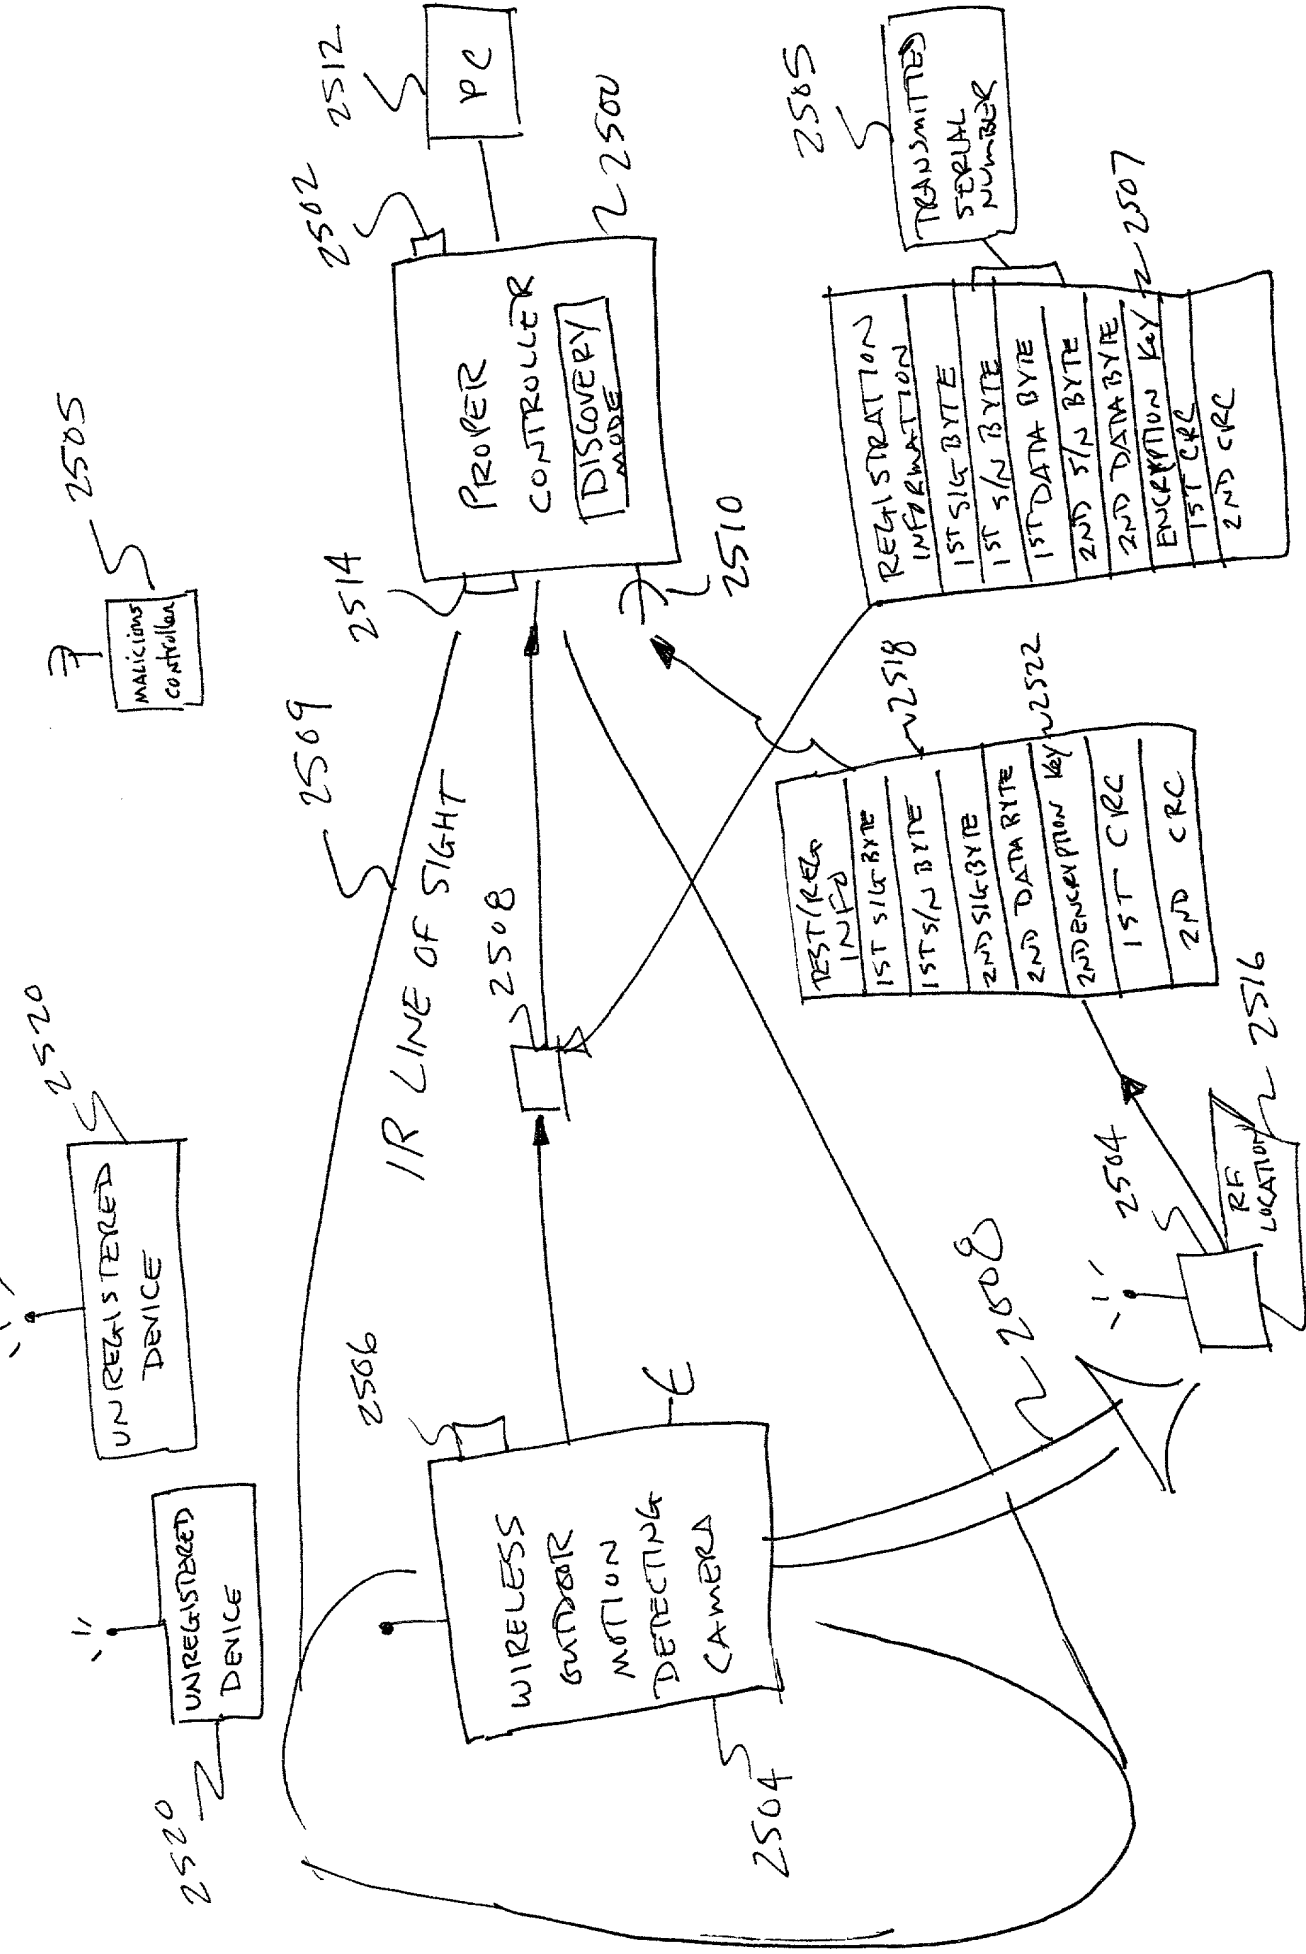 2520
UNREGISTERED
DEVICE
UNREGISTERED
DEVICE
2520
MALICIOUS
CONTROLLER
2505
2509
IR LINE OF SIGHT
2506
WIRELESS
OUTDOOR
MOTION
DETECTING
CAMERA
2504
2508
2514
2502
2512
PC
PROPER
CONTROLLER
DISCOVERY
MODE
2500
2510
2508
2504
RF
LOCATION
2516
TEST/REG
INFO
1ST SIG BYTE
2518
1ST S/N BYTE
2ND SIG BYTE
2ND DATA BYTE
2ND ENCRYPTION KEY
2522
1ST CRC
2ND CRC
REGISTRATION
INFORMATION
1ST SIG BYTE
1ST S/N BYTE
1ST DATA BYTE
2ND S/N BYTE
2ND DATA BYTE
ENCRYPTION KEY
2507
1ST CRC
2ND CRC
2505
TRANSMITTED
SERIAL
NUMBER